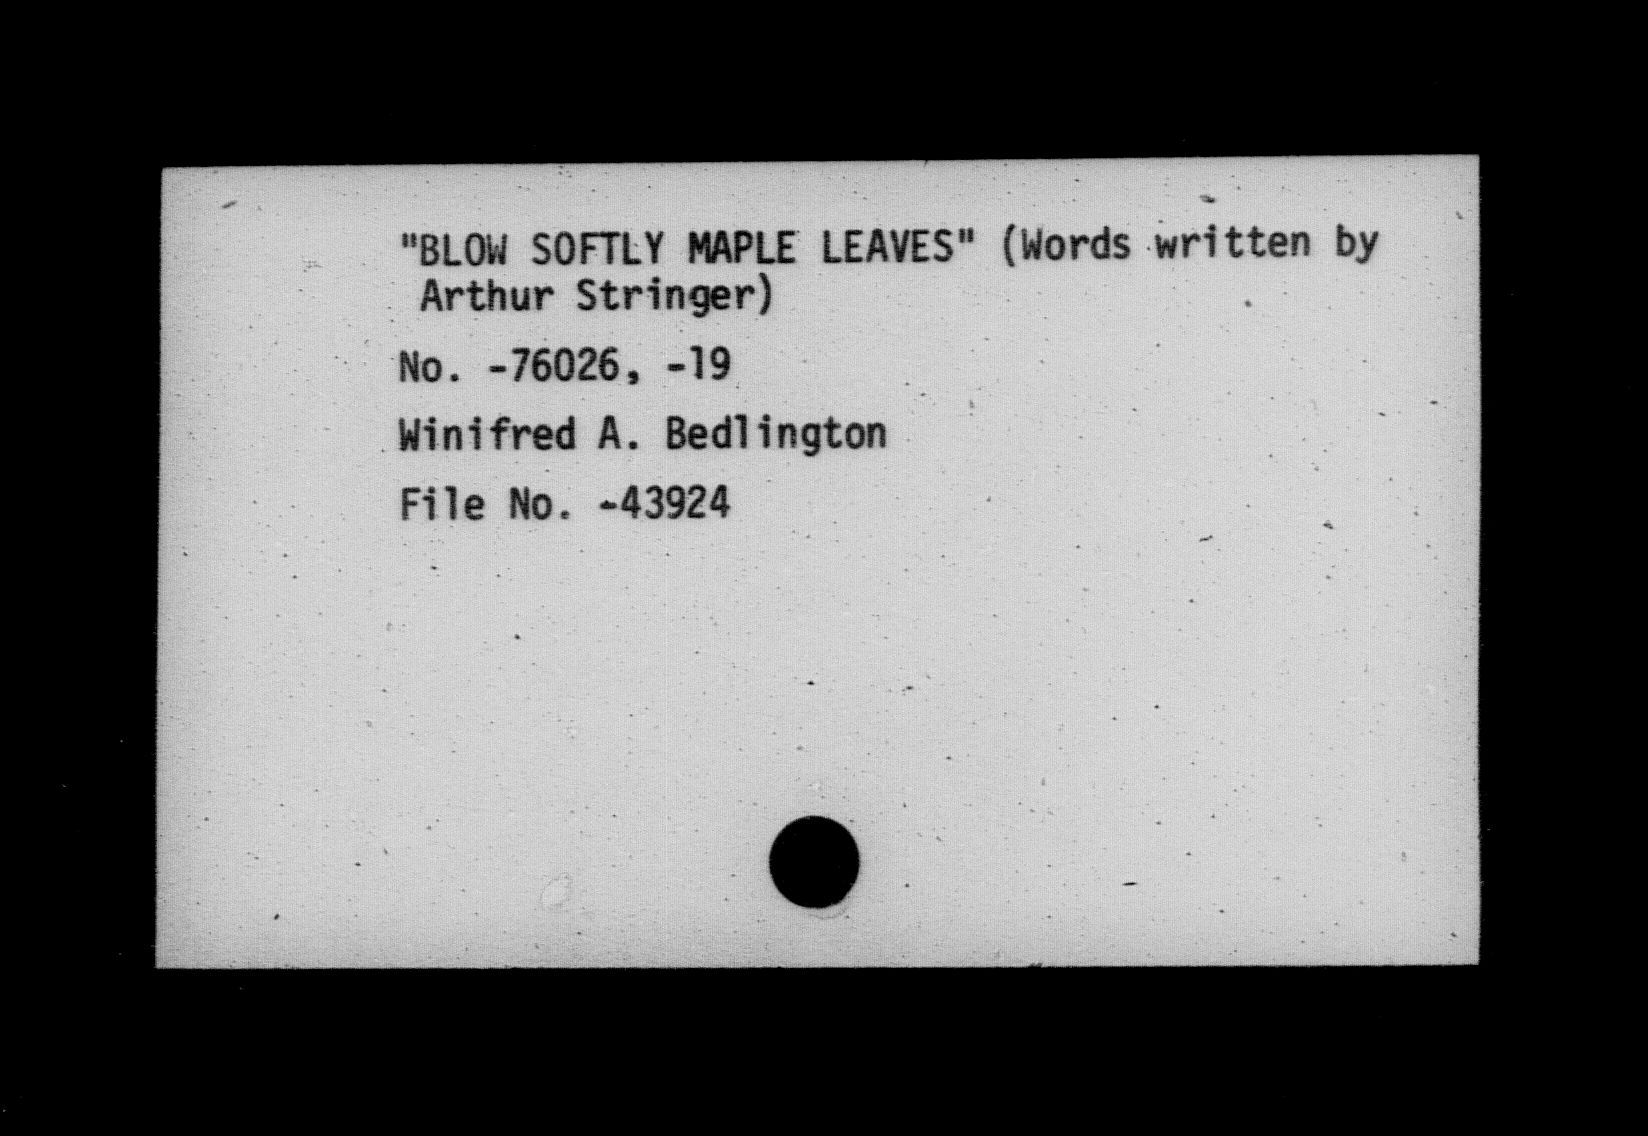 "BLOW SOFTLY MAPLE LEAVES" (Words written by
Arthur Stringer)
No. -76026, -19
Winifred A. Bedlington
File No. -43924